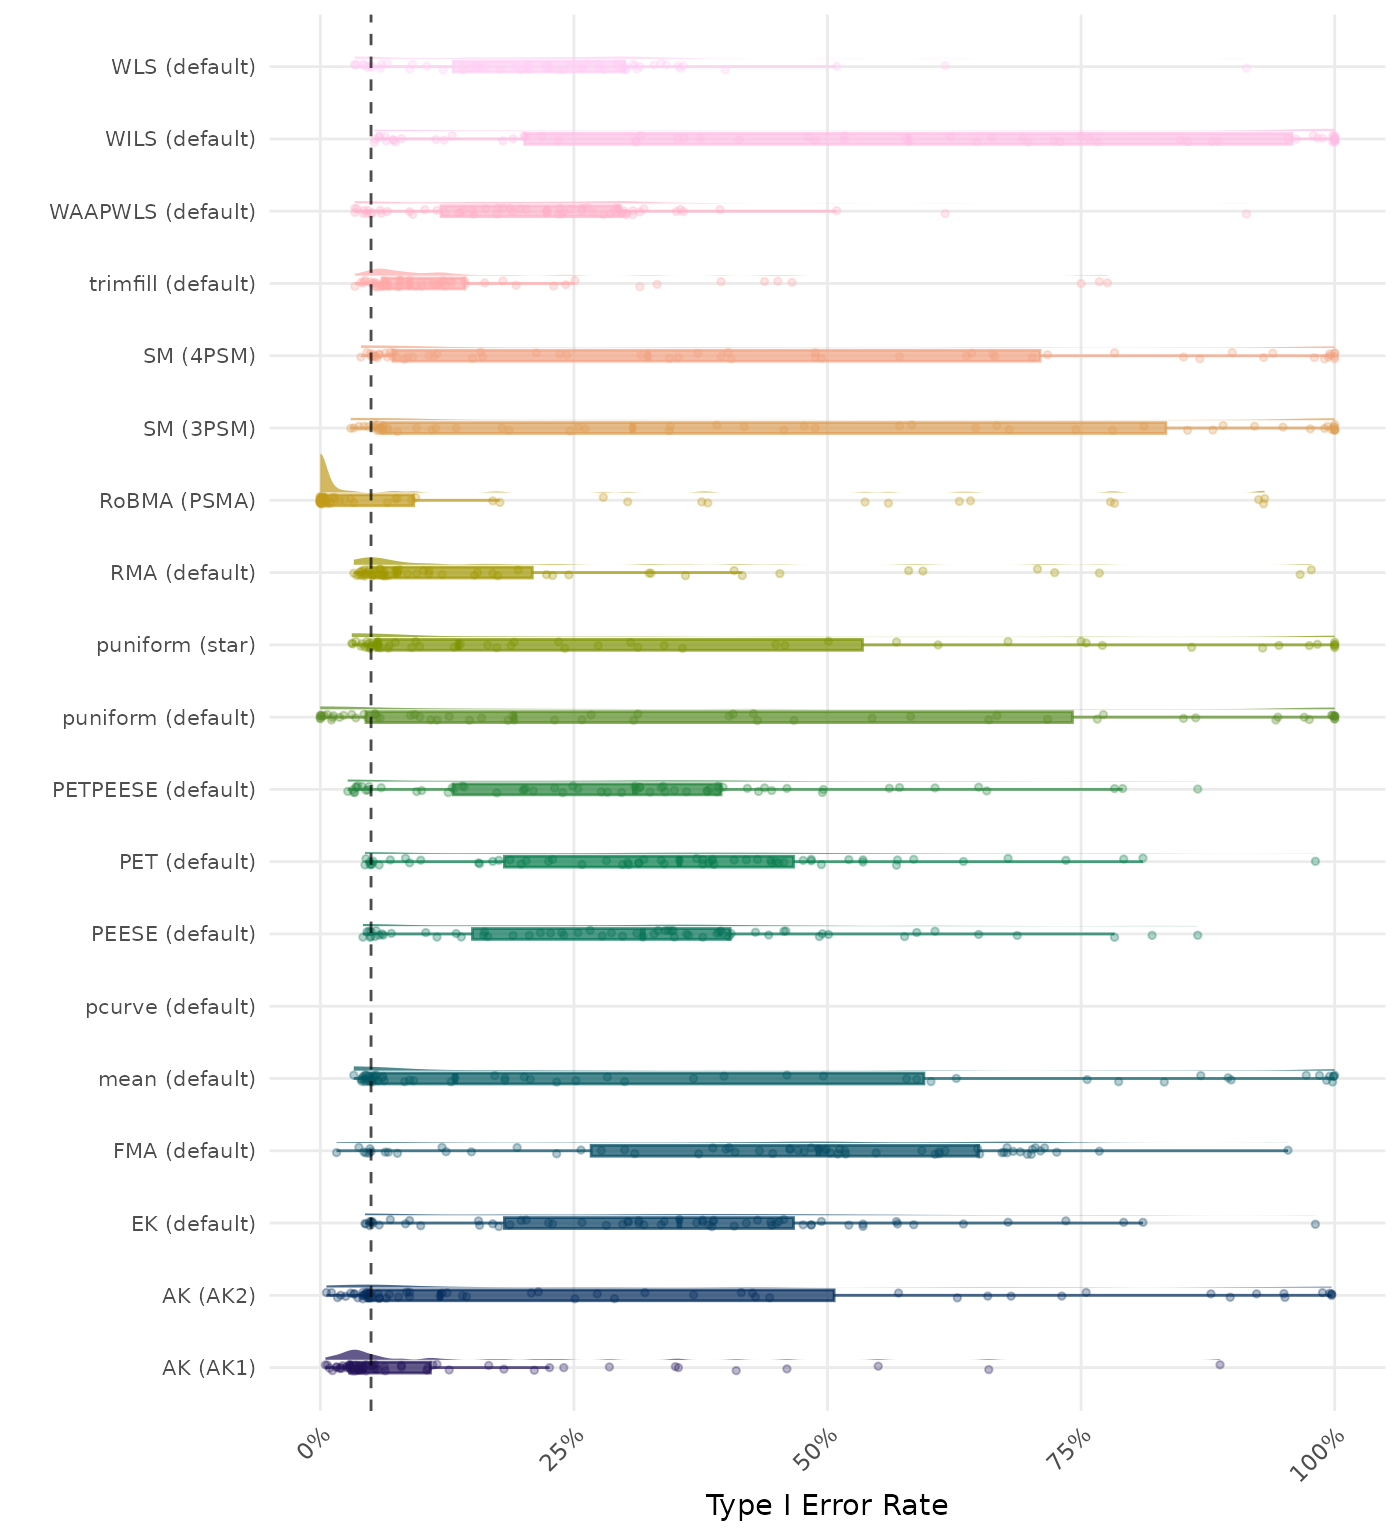 WLS (default)
WILS (default)
WAAPWLS (default)
trimfill (default)
SM (4PSM)
SM (3PSM)
RoBMA (PSMA)
RMA (default)
puniform (star)
puniform (default)
PETPEESE (default)
PET (default)
PEESE (default)
pcurve (default)
mean (default)
FMA (default)
EK (default)
AK (AK2)
AK (AK1)
0% 25% 50% 75% 100%
Type I Error Rate